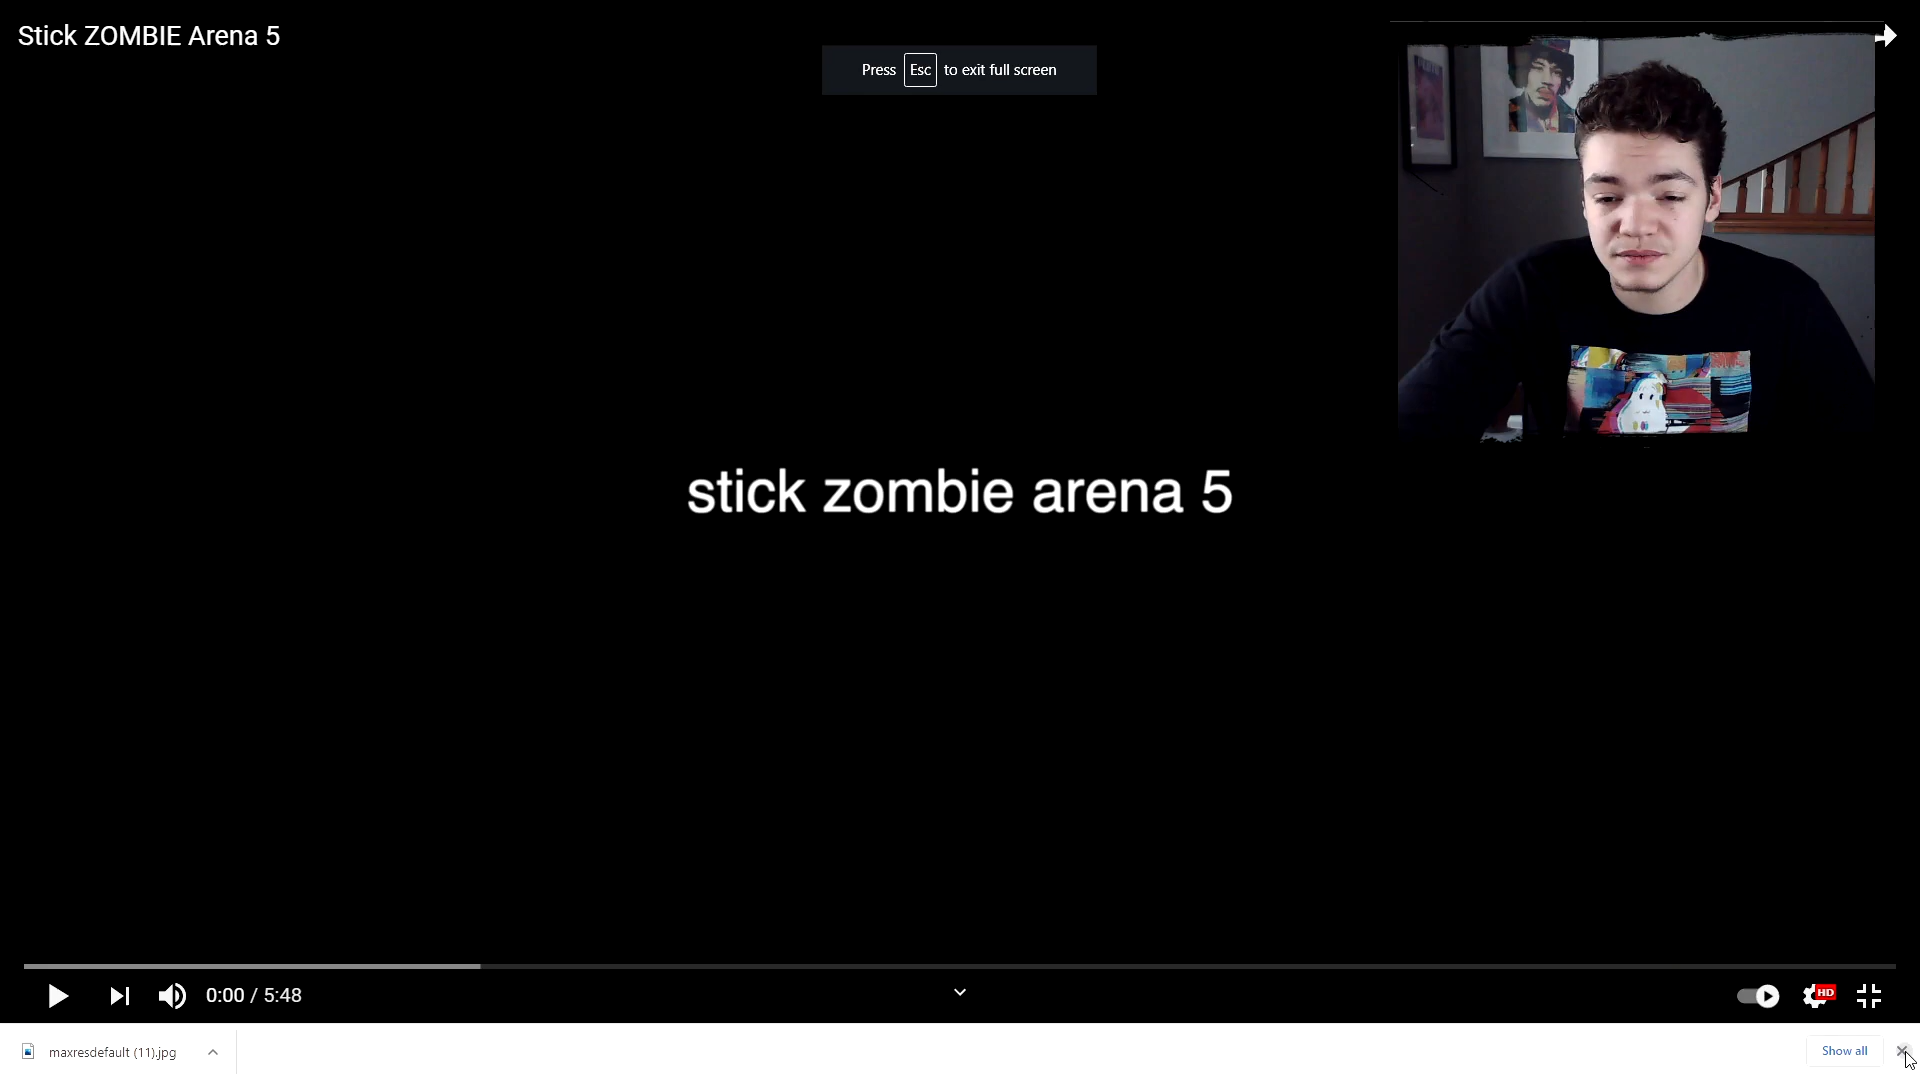 Stick ZOMBIE Arena 5
Press Esc to exit full screen
stick zombie arena 5
0:00 / 5:48
HD
maxresdefault (11).jpg
Show all